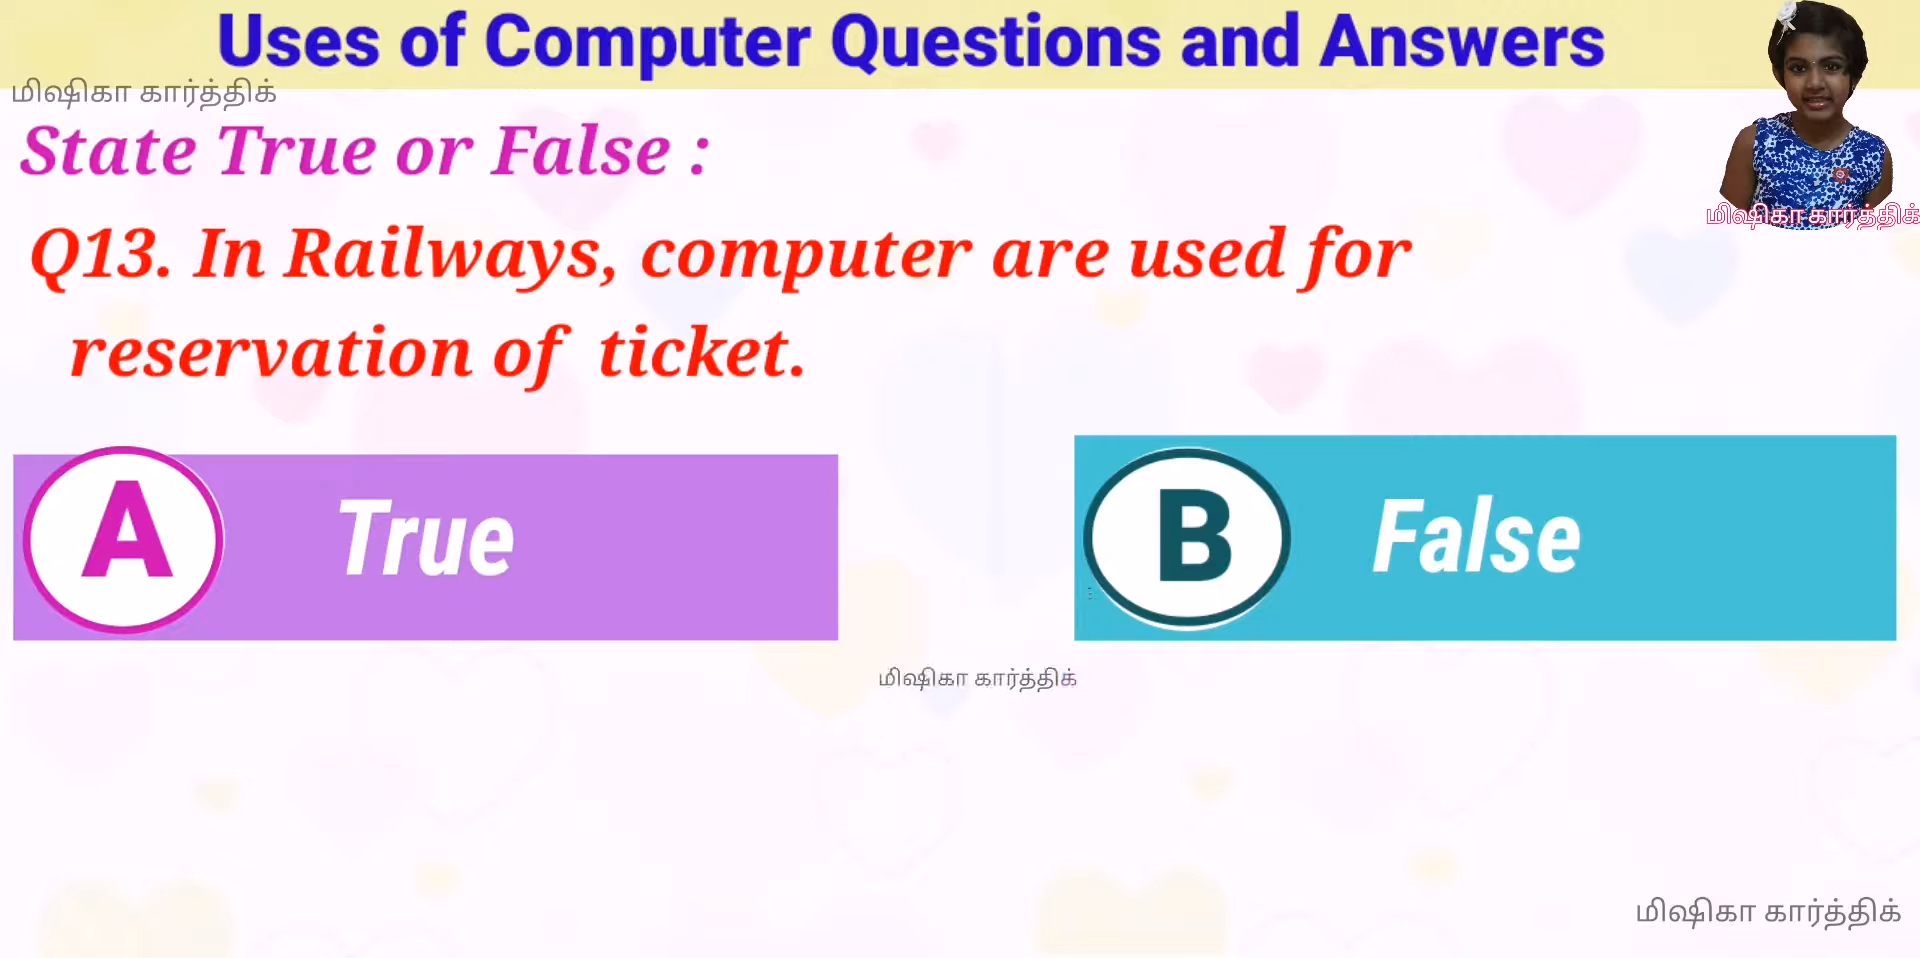 Uses of Computer Questions and Answers
மிஷிகா கார்த்திக்
State True or False :
மிஷிகா கார்த்திக்
Q13. In Railways, computer are used for
reservation of ticket.
A True
B False
மிஷிகா கார்த்திக்
மிஷிகா கார்த்திக்